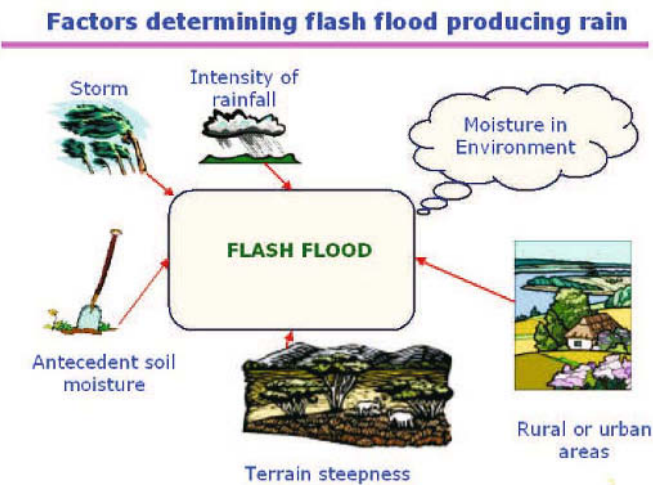 Factors determining flash flood producing rain
Storm
Intensity of
rainfall
Moisture in
Environment
FLASH FLOOD
Antecedent soil
moisture
Rural or urban
areas
Terrain steepness